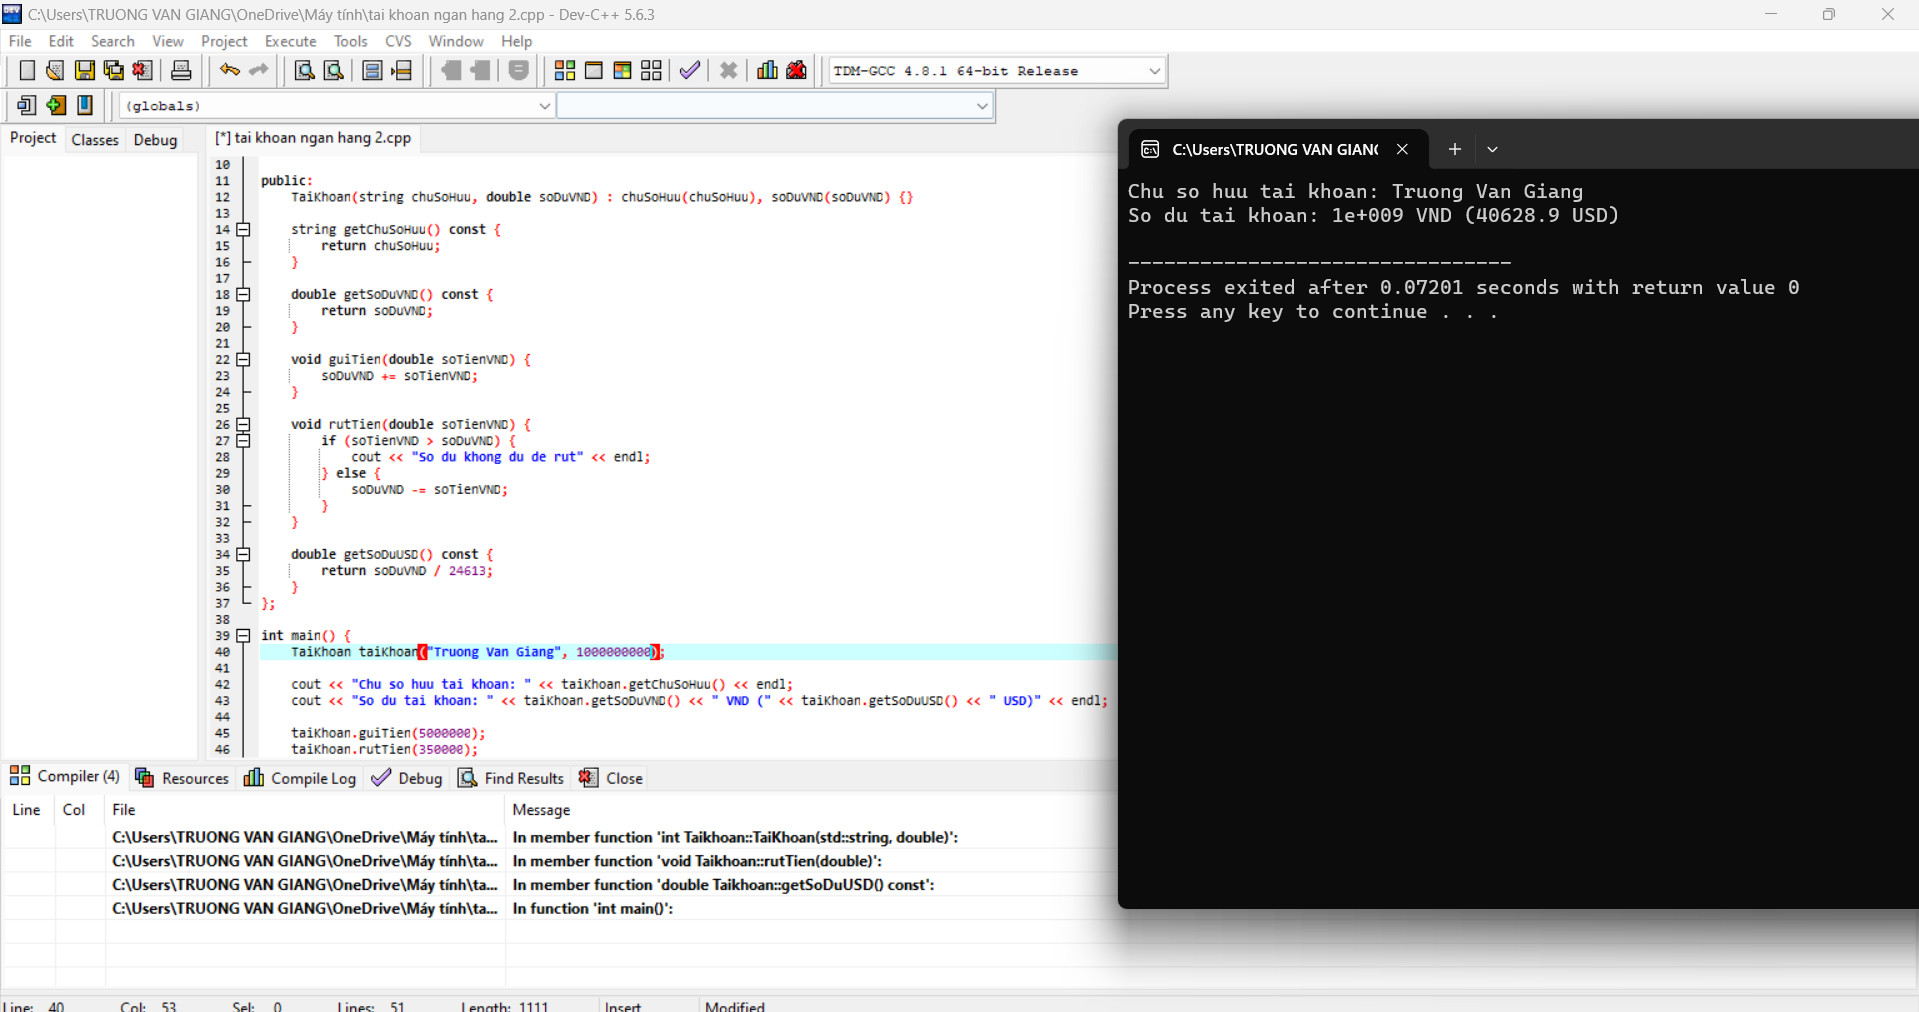 C:\Users\TRUONG VAN GIANG\OneDrive\Máy tính\tai khoan ngan hang 2.cpp - Dev-C++ 5.6.3
File Edit Search View Project Execute Tools CVS Window Help
TDM-GCC 4.8.1 64-bit Release
(globals)
Project Classes Debug
[*] tai khoan ngan hang 2.cpp
10
11 public:
12 TaiKhoan(string chuSoHuu, double soDuVND) : chuSoHuu(chuSoHuu), soDuVND(soDuVND) {}
13
14 string getChuSoHuu() const {
15 return chuSoHuu;
16 }
17
18 double getSoDuVND() const {
19 return soDuVND;
20 }
21
22 void guiTien(double soTienVND) {
23 soDuVND += soTienVND;
24 }
25
26 void rutTien(double soTienVND) {
27 if (soTienVND > soDuVND) {
28 cout << "So du khong du de rut" << endl;
29 } else {
30 soDuVND -= soTienVND;
31 }
32 }
33
34 double getSoDuUSD() const {
35 return soDuVND / 24613;
36 }
37 };
38
39 int main() {
40 TaiKhoan taiKhoan("Truong Van Giang", 1000000000);
41
42 cout << "Chu so huu tai khoan: " << taiKhoan.getChuSoHuu() << endl;
43 cout << "So du tai khoan: " << taiKhoan.getSoDuVND() << " VND (" << taiKhoan.getSoDuUSD() << " USD)" << endl;
44
45 taiKhoan.guiTien(5000000);
46 taiKhoan.rutTien(350000);
C:\Users\TRUONG VAN GIANG
Chu so huu tai khoan: Truong Van Giang
So du tai khoan: 1e+009 VND (40628.9 USD)
--------------------------------
Process exited after 0.07201 seconds with return value 0
Press any key to continue . . .
Compiler (4) Resources Compile Log Debug Find Results Close
Line Col File Message
C:\Users\TRUONG VAN GIANG\OneDrive\Máy tính\ta... In member function 'int Taikhoan::TaiKhoan(std::string, double)':
C:\Users\TRUONG VAN GIANG\OneDrive\Máy tính\ta... In member function 'void Taikhoan::rutTien(double)':
C:\Users\TRUONG VAN GIANG\OneDrive\Máy tính\ta... In member function 'double Taikhoan::getSoDuUSD() const':
C:\Users\TRUONG VAN GIANG\OneDrive\Máy tính\ta... In function 'int main()':
Line: 40 Col: 53 Sel: 0 Lines: 51 Length: 1111 Insert Modified